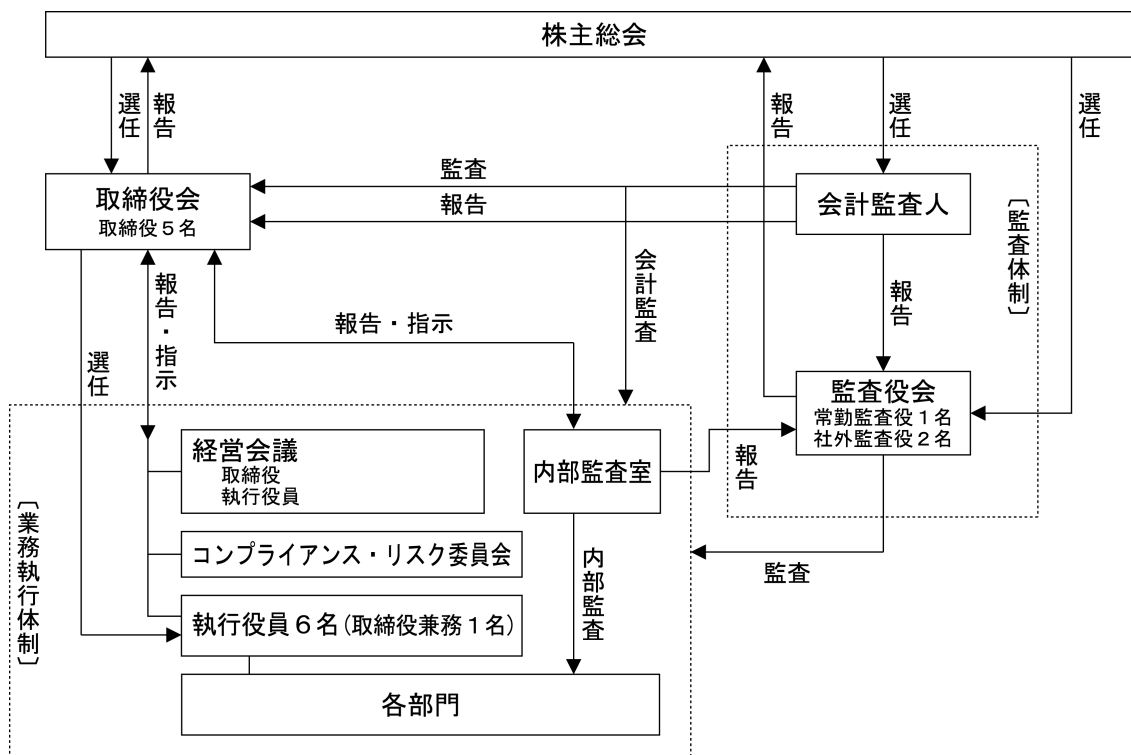 株主総会
選任
報告
報告
選任
選任
監査
報告
取締役会
取締役５名
会計監査人
〔監査体制〕
報告・指示
報告・指示
会計監査
報告
選任
監査役会
常勤監査役１名
社外監査役２名
経営会議
取締役
執行役員
内部監査室
報告
〔業務執行体制〕
コンプライアンス・リスク委員会
内部監査
監査
執行役員６名（取締役兼務１名）
各部門